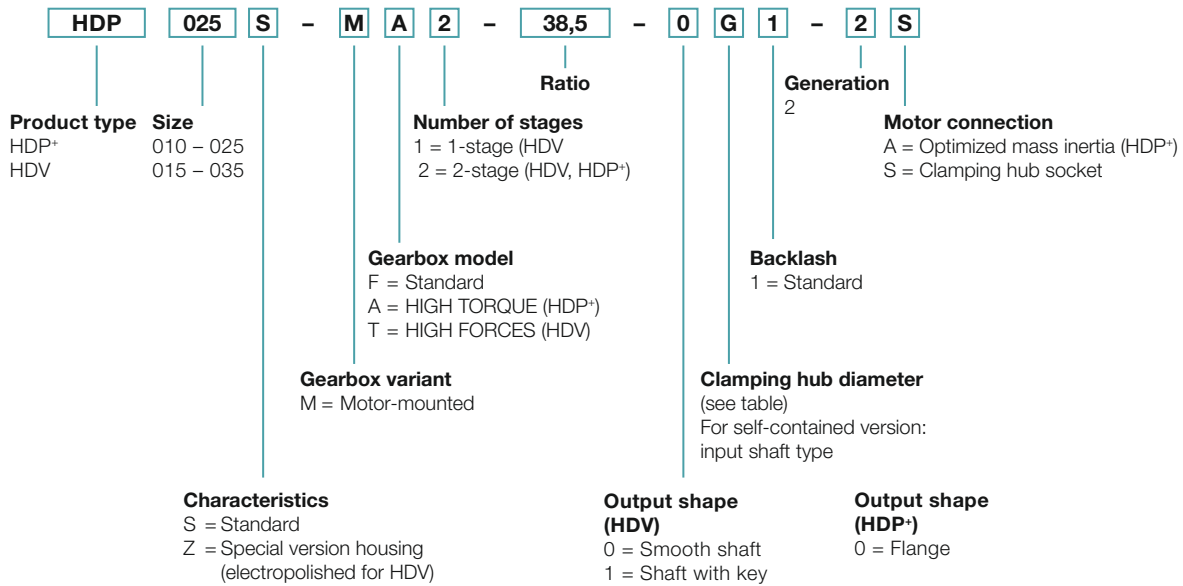 HDP 025 S – M A 2 – 38,5 – 0 G 1 – 2 S
Product type
HDP+
HDV
Size
010 – 025
015 – 035
Number of stages
1 = 1-stage (HDV
2 = 2-stage (HDV, HDP+)
Ratio
Generation
2
Motor connection
A = Optimized mass inertia (HDP+)
S = Clamping hub socket
Gearbox model
F = Standard
A = HIGH TORQUE (HDP+)
T = HIGH FORCES (HDV)
Backlash
1 = Standard
Gearbox variant
M = Motor-mounted
Clamping hub diameter
(see table)
For self-contained version:
input shaft type
Characteristics
S = Standard
Z = Special version housing
(electropolished for HDV)
Output shape
(HDV)
0 = Smooth shaft
1 = Shaft with key
Output shape
(HDP+)
0 = Flange